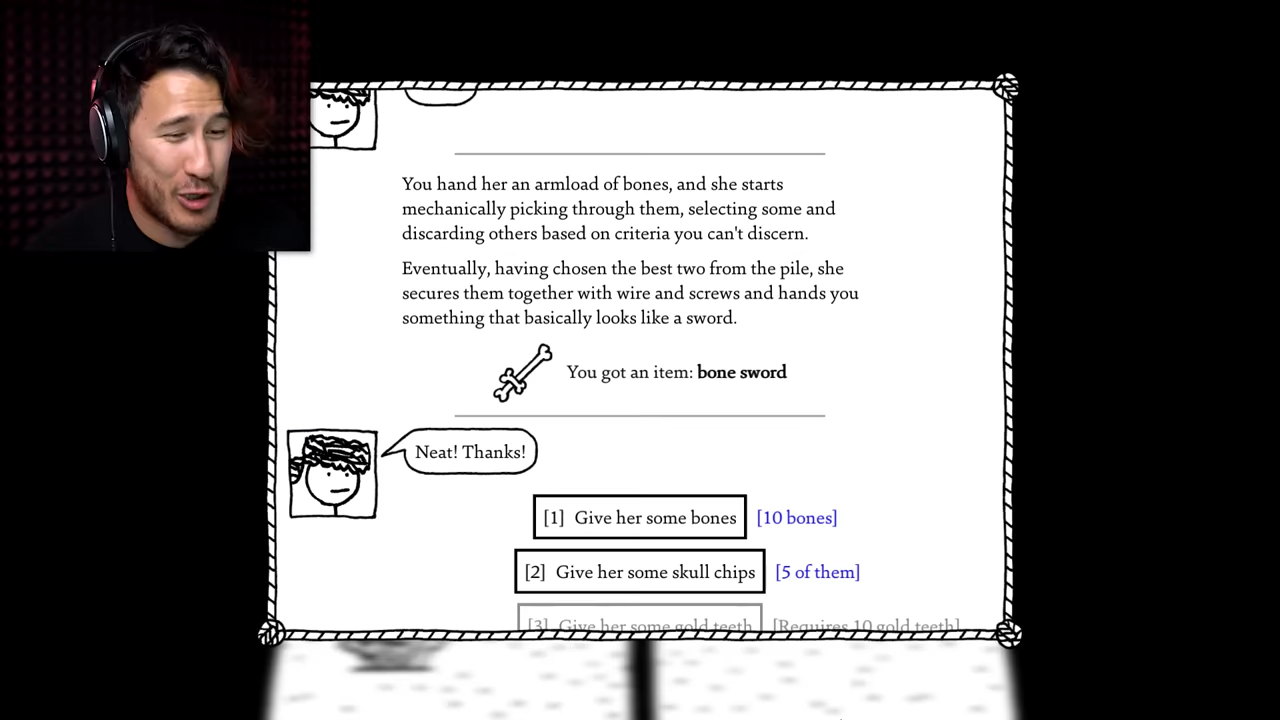 You hand her an armload of bones, and she starts
mechanically picking through them, selecting some and
discarding others based on criteria you can't discern.
Eventually, having chosen the best two from the pile, she
secures them together with wire and screws and hands you
something that basically looks like a sword.
You got an item: bone sword
Neat! Thanks!
[1] Give her some bones [10 bones]
[2] Give her some skull chips [5 of them]
[3] Give her some gold teeth [Requires 10 gold teeth]